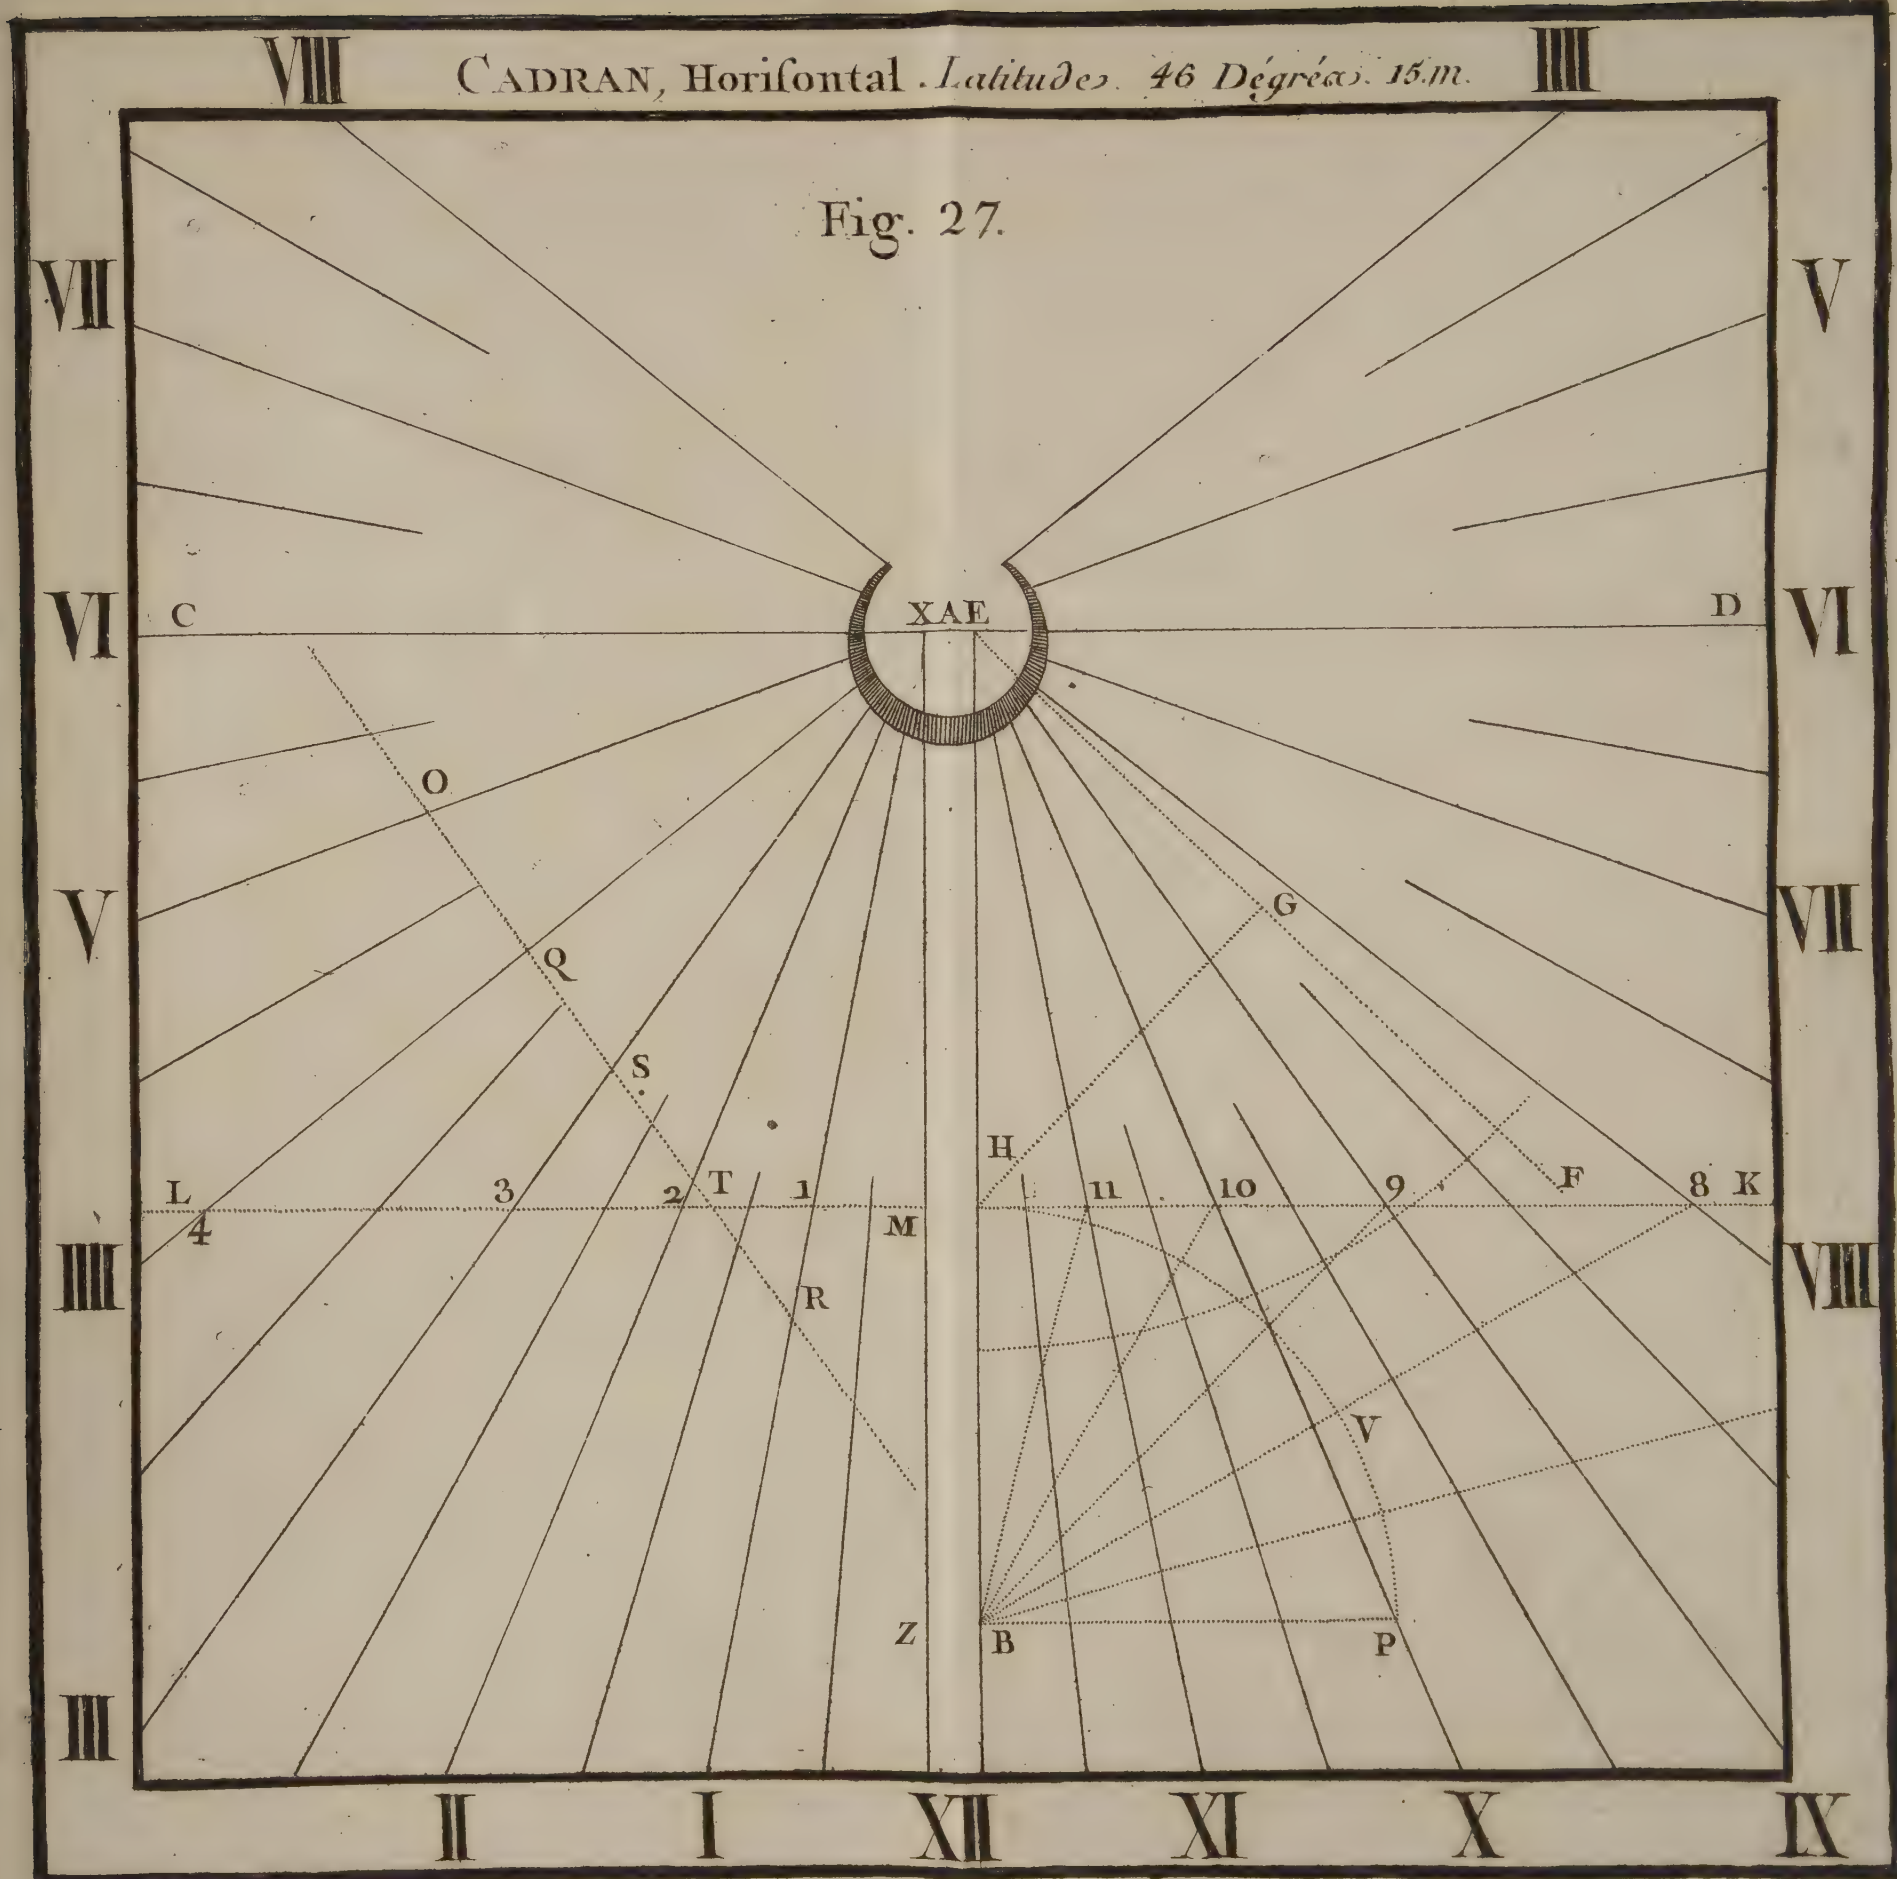 VIII CADRAN, Horiſontal. Latitude. 46 Dégrés. 15.m. IIII
Fig. 27.
VII V
VI C XAE D VI
O
V G VII
Q
S
H
L 3 2 T 1 11 10 9 F 8 K
4 M
IIII R VIII
V
Z B P
III
II I XII XI X IX